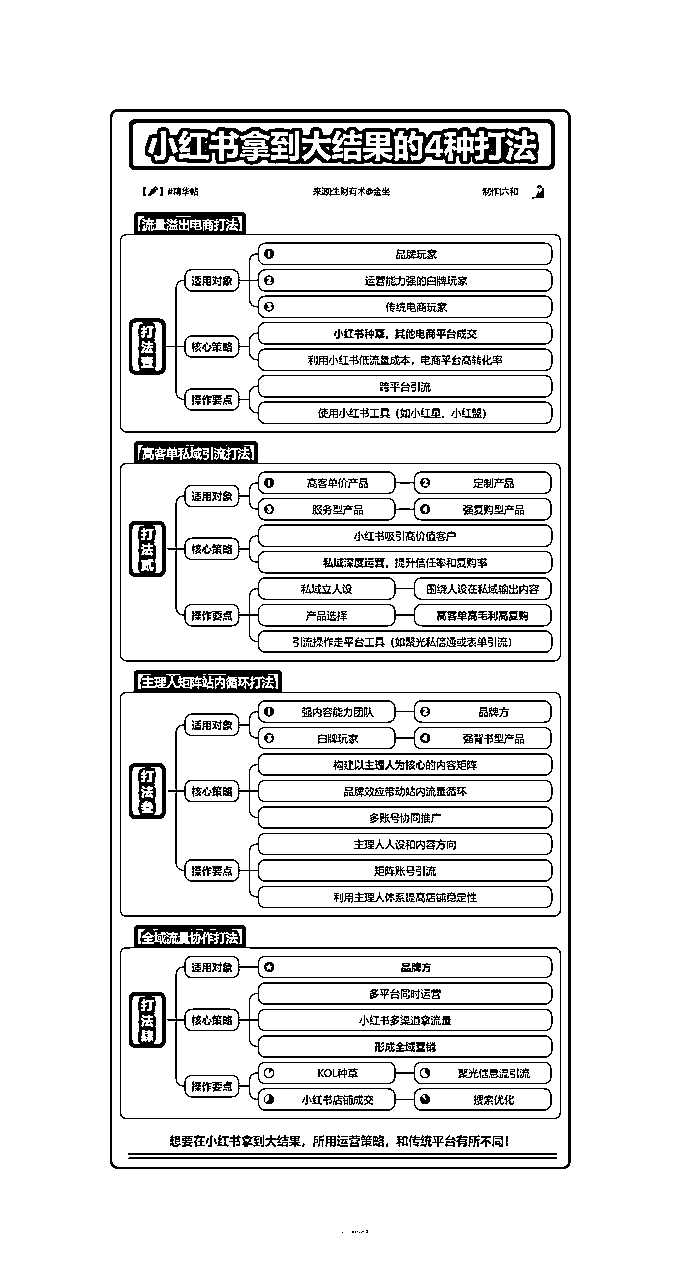 小红书拿到大结果的4种打法
【】#精华帖 来源|生财有术@金坐 制作|六和
【流量溢出电商打法】
打法壹
适用对象
❶ 品牌玩家
❷ 运营能力强的白牌玩家
❸ 传统电商玩家
核心策略
小红书种草，其他电商平台成交
利用小红书低流量成本，电商平台高转化率
操作要点
跨平台引流
使用小红书工具（如小红星、小红盟）
【高客单私域引流打法】
打法贰
适用对象
❶ 高客单价产品 ❷ 定制产品
❸ 服务型产品 ❹ 强复购型产品
核心策略
小红书吸引高价值客户
私域深度运营，提升信任率和复购率
操作要点
私域立人设 围绕人设在私域输出内容
产品选择 高客单高毛利高复购
引流操作走平台工具（如聚光私信通或表单引流）
【主理人矩阵站内循环打法】
打法叁
适用对象
❶ 强内容能力团队 ❷ 品牌方
❸ 白牌玩家 ❹ 强背书型产品
核心策略
构建以主理人为核心的内容矩阵
品牌效应带动站内流量循环
多账号协同推广
操作要点
主理人人设和内容方向
矩阵账号引流
利用主理人体系提高店铺稳定性
【全域流量协作打法】
打法肆
适用对象
品牌方
核心策略
多平台同时运营
小红书多渠道拿流量
形成全域营销
操作要点
KOL种草 聚光信息流引流
小红书店铺成交 搜索优化
想要在小红书拿到大结果，所用运营策略，和传统平台有所不同！